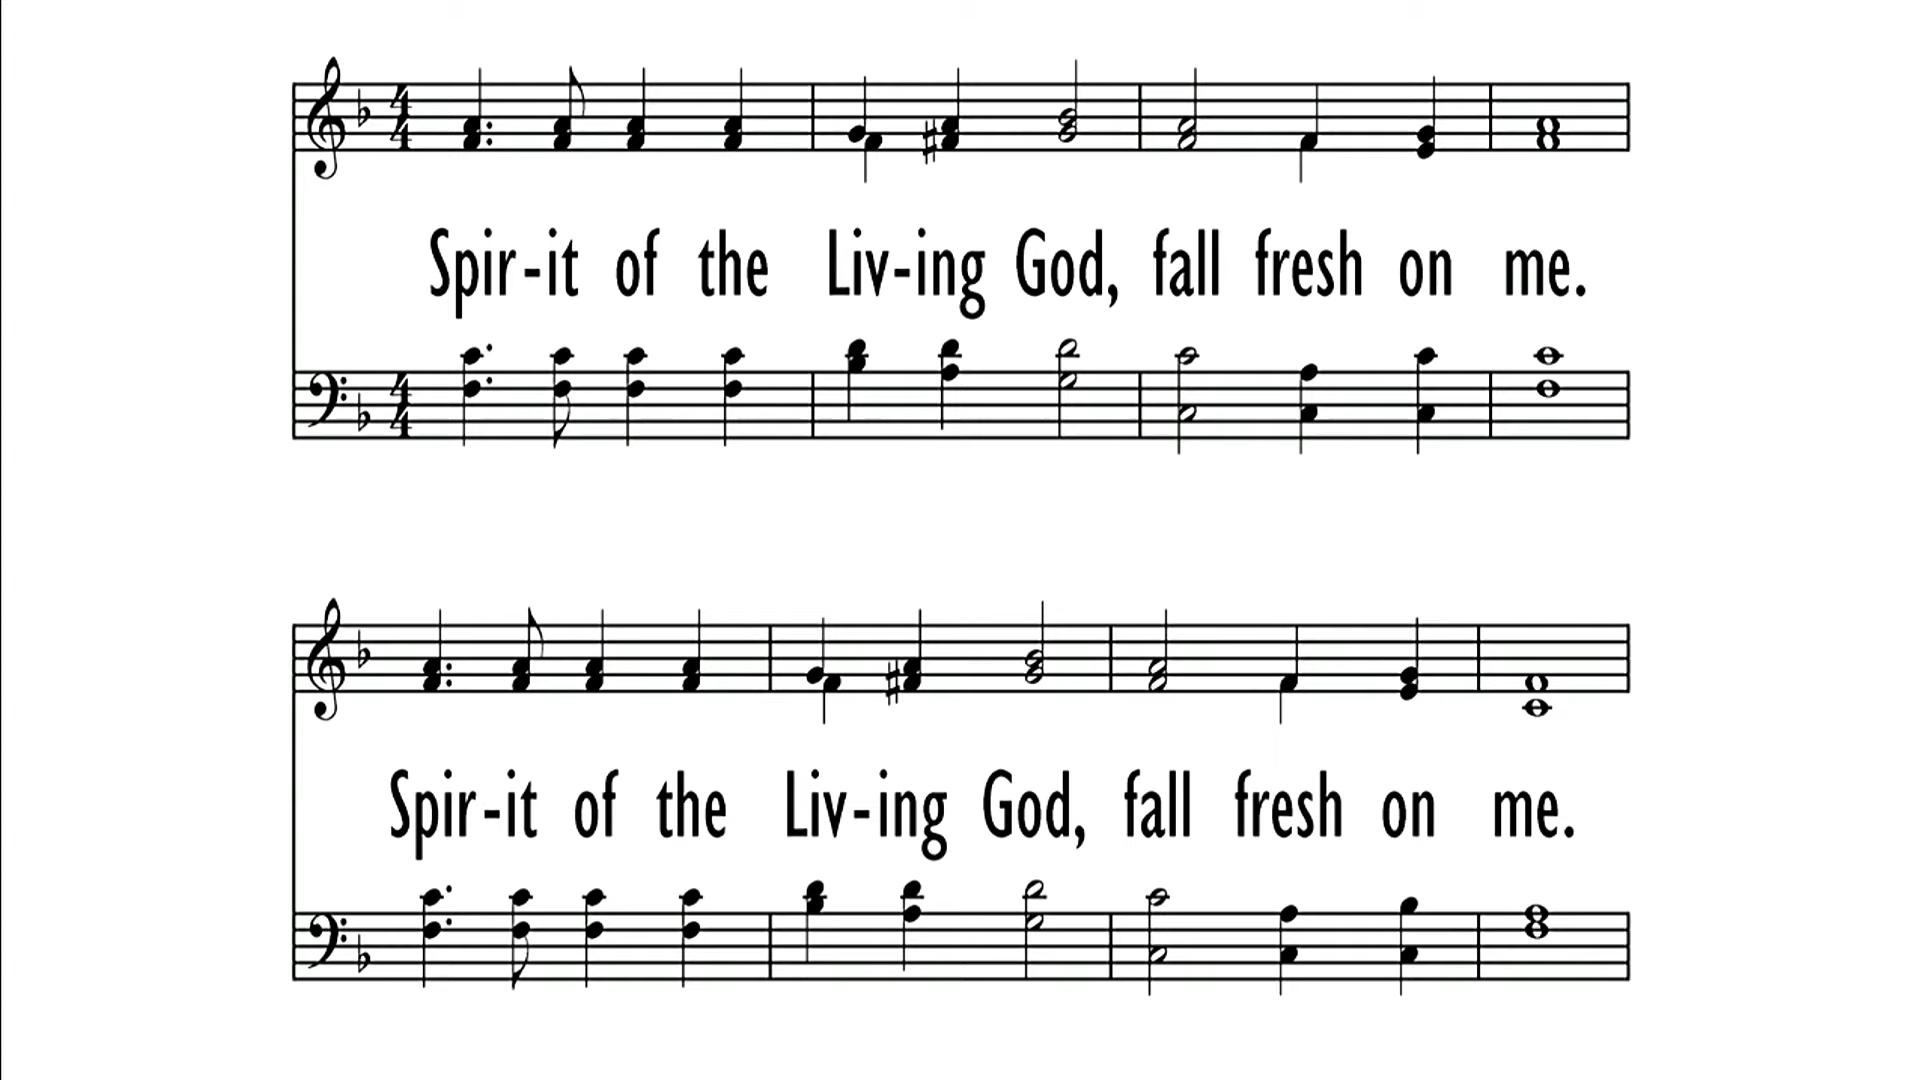 Spir-it of the Liv-ing God, fall fresh on me.
Spir-it of the Liv-ing God, fall fresh on me.